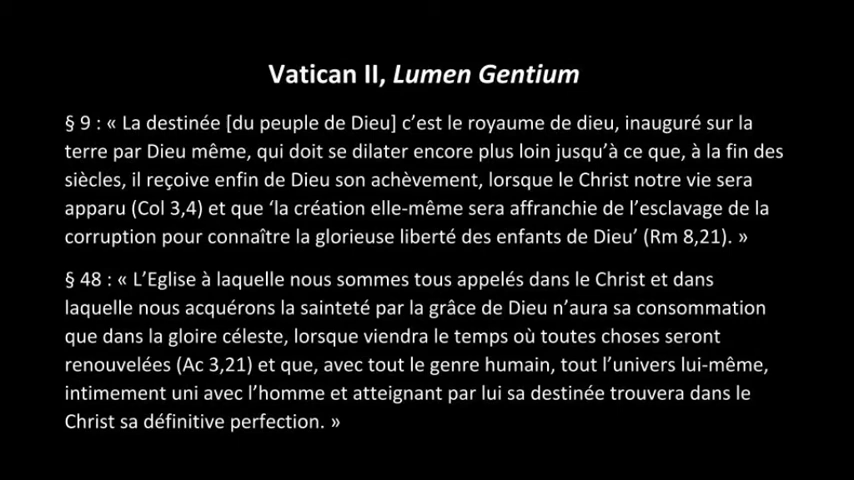 Vatican II, Lumen Gentium
§ 9 : « La destinée [du peuple de Dieu] c’est le royaume de dieu, inauguré sur la
terre par Dieu même, qui doit se dilater encore plus loin jusqu’à ce que, à la fin des
siècles, il reçoive enfin de Dieu son achèvement, lorsque le Christ notre vie sera
apparu (Col 3,4) et que ‘la création elle-même sera affranchie de l’esclavage de la
corruption pour connaître la glorieuse liberté des enfants de Dieu’ (Rm 8,21). »
§ 48 : « L’Eglise à laquelle nous sommes tous appelés dans le Christ et dans
laquelle nous acquérons la sainteté par la grâce de Dieu n’aura sa consommation
que dans la gloire céleste, lorsque viendra le temps où toutes choses seront
renouvelées (Ac 3,21) et que, avec tout le genre humain, tout l’univers lui-même,
intimement uni avec l’homme et atteignant par lui sa destinée trouvera dans le
Christ sa définitive perfection. »